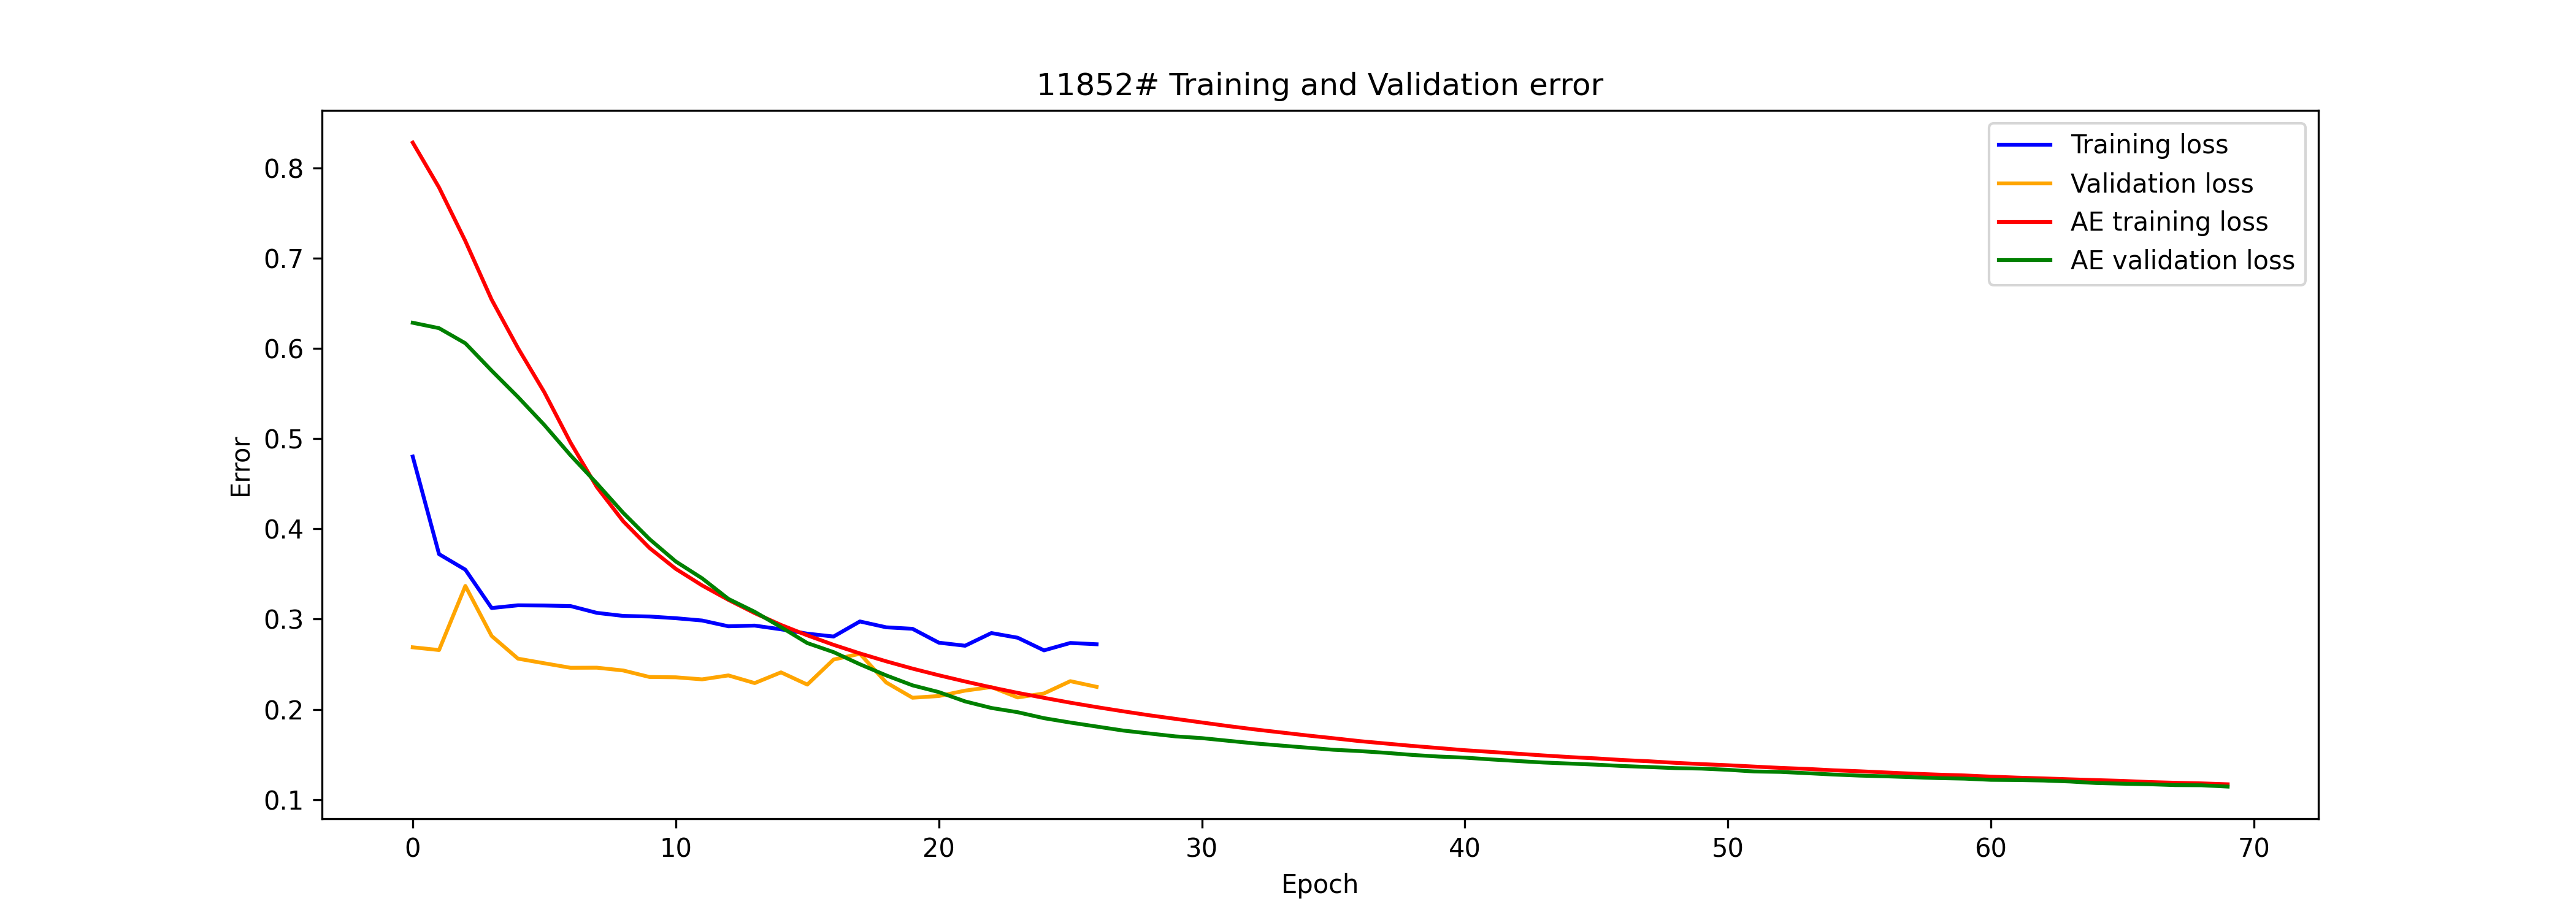 11852# Training and Validation error
Training loss
Validation loss
AE training loss
AE validation loss
Error
0.8
0.7
0.6
0.5
0.4
0.3
0.2
0.1
0 10 20 30 40 50 60 70
Epoch